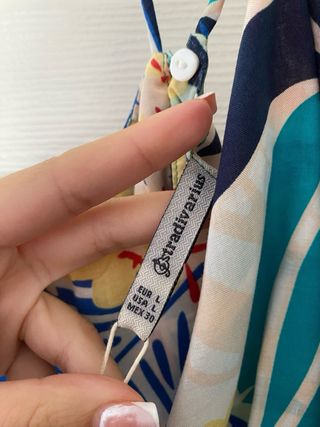 stradivarius
EUR L
USA L
MEX 30